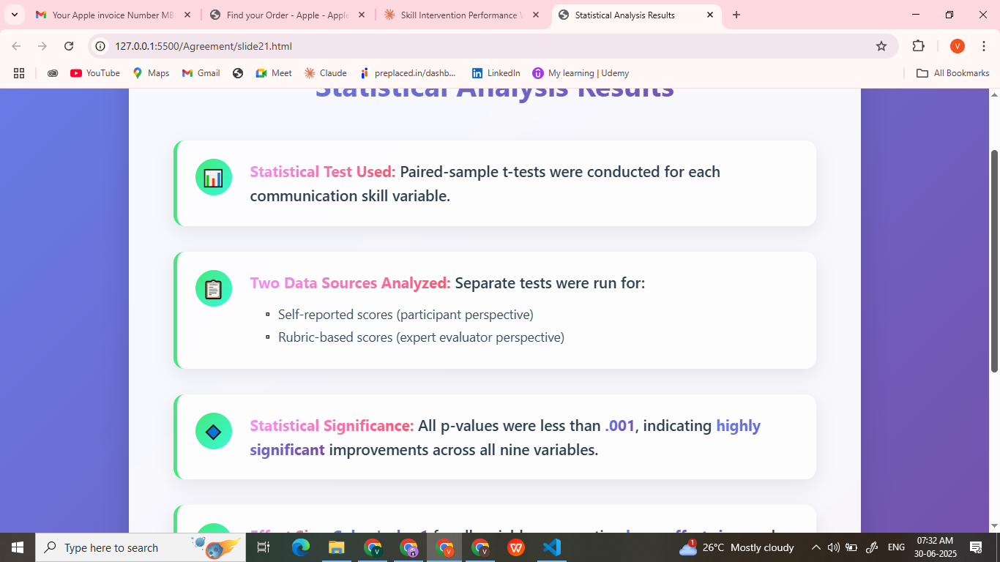 Your Apple invoice Number MB
Find your Order - Apple - Apple
Skill Intervention Performance V
Statistical Analysis Results
127.0.0.1:5500/Agreement/slide21.html
V
YouTube
Maps
Gmail
Meet
Claude
preplaced.in/dashb...
LinkedIn
My learning | Udemy
All Bookmarks
Statistical Analysis Results
Statistical Test Used: Paired-sample t-tests were conducted for each
communication skill variable.
Two Data Sources Analyzed: Separate tests were run for:
▪ Self-reported scores (participant perspective)
▪ Rubric-based scores (expert evaluator perspective)
Statistical Significance: All p-values were less than .001, indicating highly
significant improvements across all nine variables.
Type here to search
26°C Mostly cloudy
ENG
07:32 AM
30-06-2025